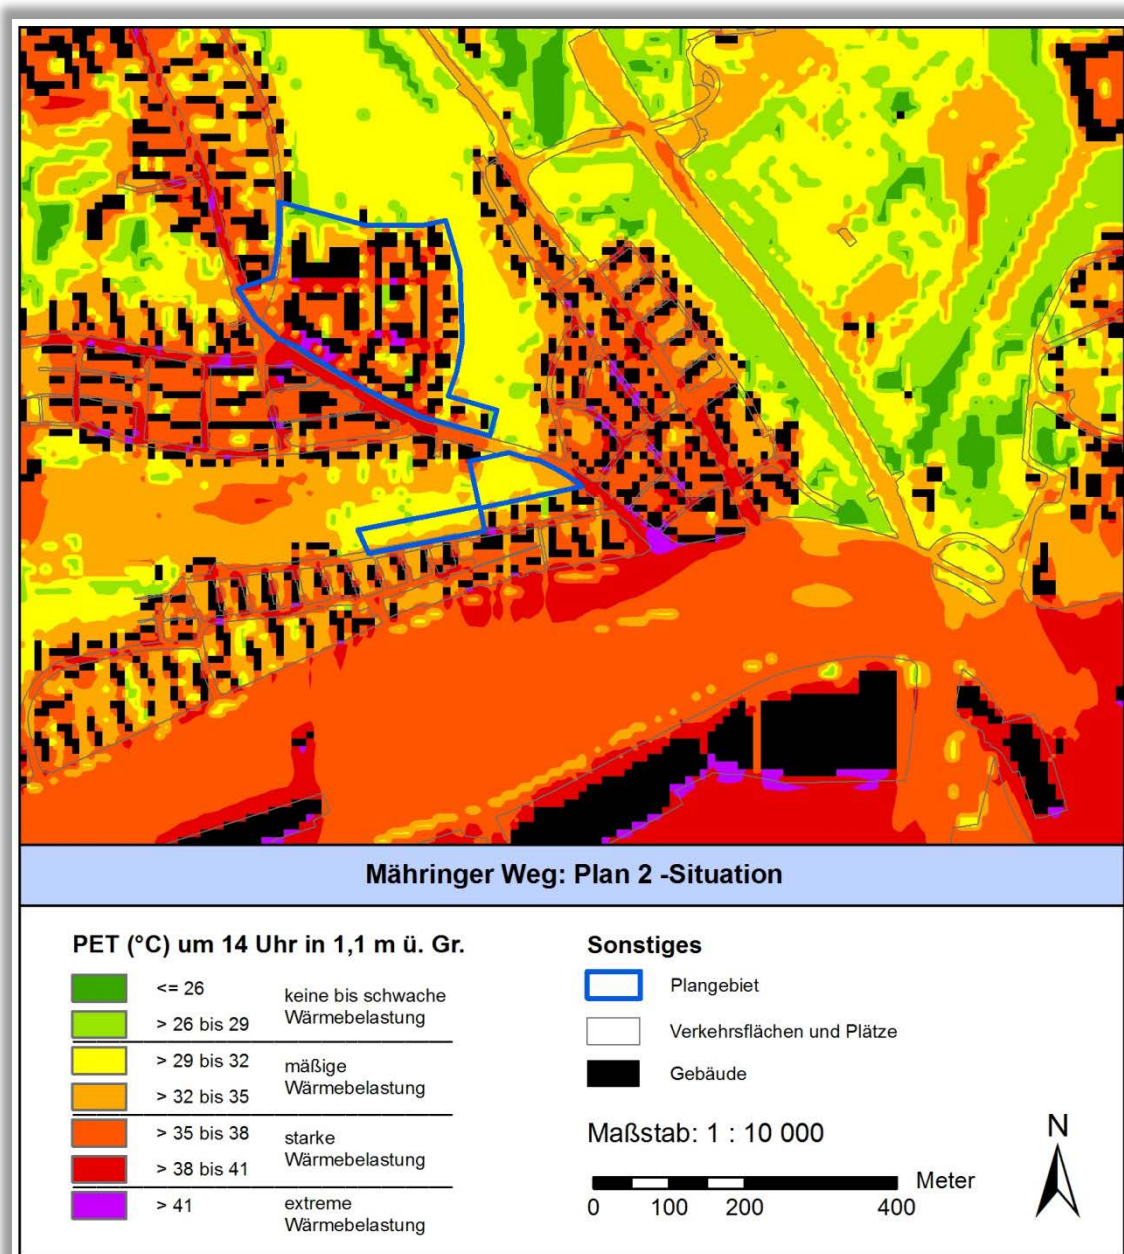 Mähringer Weg: Plan 2 -Situation
PET (°C) um 14 Uhr in 1,1 m ü. Gr.
<= 26
> 26 bis 29
keine bis schwache
Wärmebelastung
> 29 bis 32
> 32 bis 35
mäßige
Wärmebelastung
> 35 bis 38
> 38 bis 41
starke
Wärmebelastung
> 41
extreme
Wärmebelastung
Sonstiges
Plangebiet
Verkehrsflächen und Plätze
Gebäude
Maßstab: 1 : 10 000
Meter
0 100 200 400
N